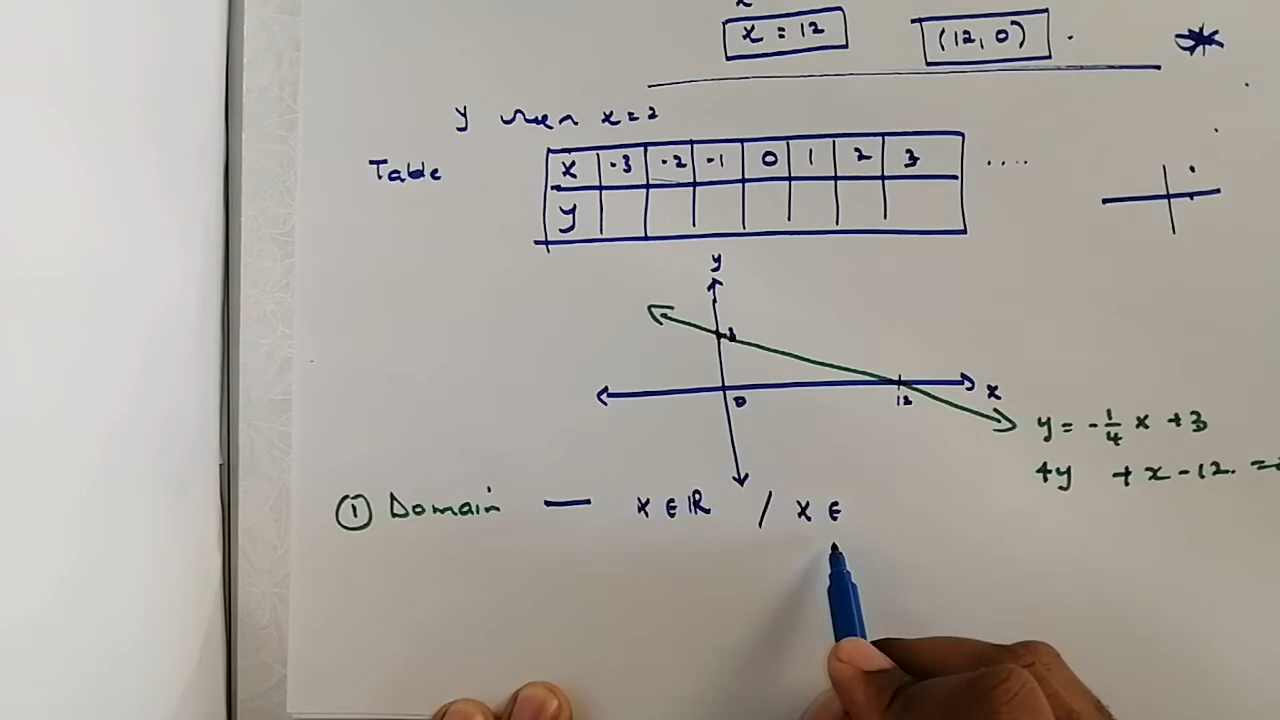 x = 12 (12, 0)
y when x = 2
Table
x -3 -2 -1 0 1 2 3 ....
y
y
3
0 12 x
y = -1/4 x + 3
4y + x - 12 =
① Domain — x ∈ ℝ / x ∈